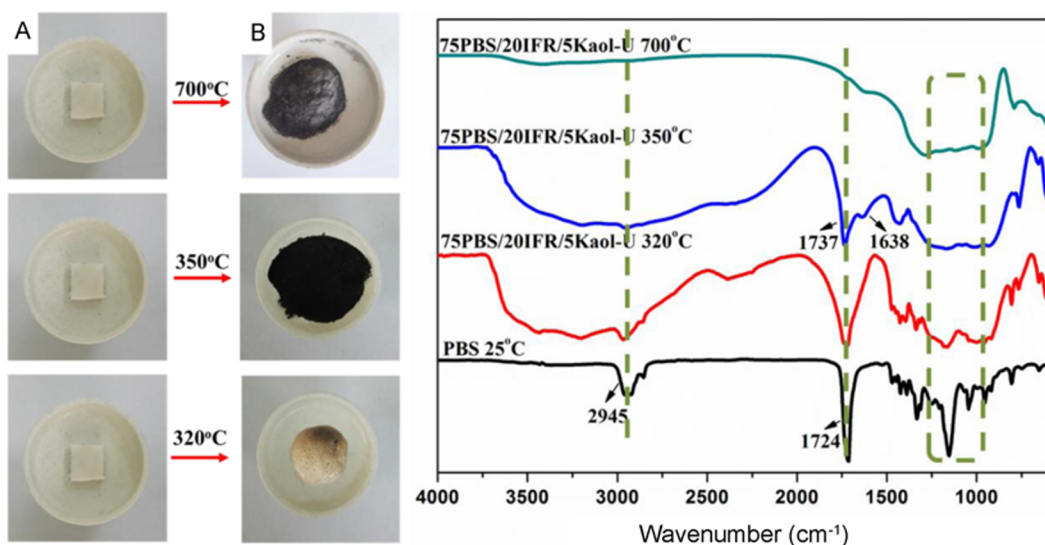 A
B
700°C
350°C
320°C
75PBS/20IFR/5Kaol-U 700°C
75PBS/20IFR/5Kaol-U 350°C
1737
1638
75PBS/20IFR/5Kaol-U 320°C
PBS 25°C
2945
1724
4000 3500 3000 2500 2000 1500 1000
Wavenumber (cm⁻¹)